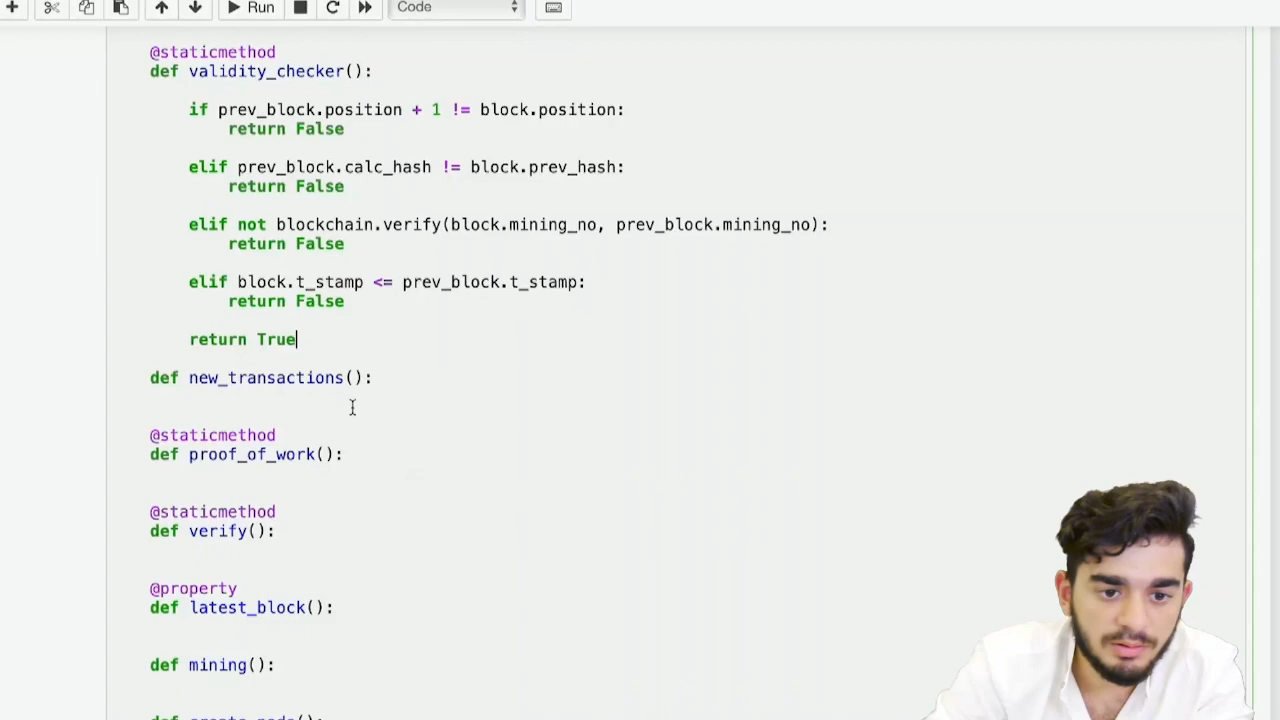 Run
Code
@staticmethod
def validity_checker():
if prev_block.position + 1 != block.position:
return False
elif prev_block.calc_hash != block.prev_hash:
return False
elif not blockchain.verify(block.mining_no, prev_block.mining_no):
return False
elif block.t_stamp <= prev_block.t_stamp:
return False
return True
def new_transactions():
@staticmethod
def proof_of_work():
@staticmethod
def verify():
@property
def latest_block():
def mining():